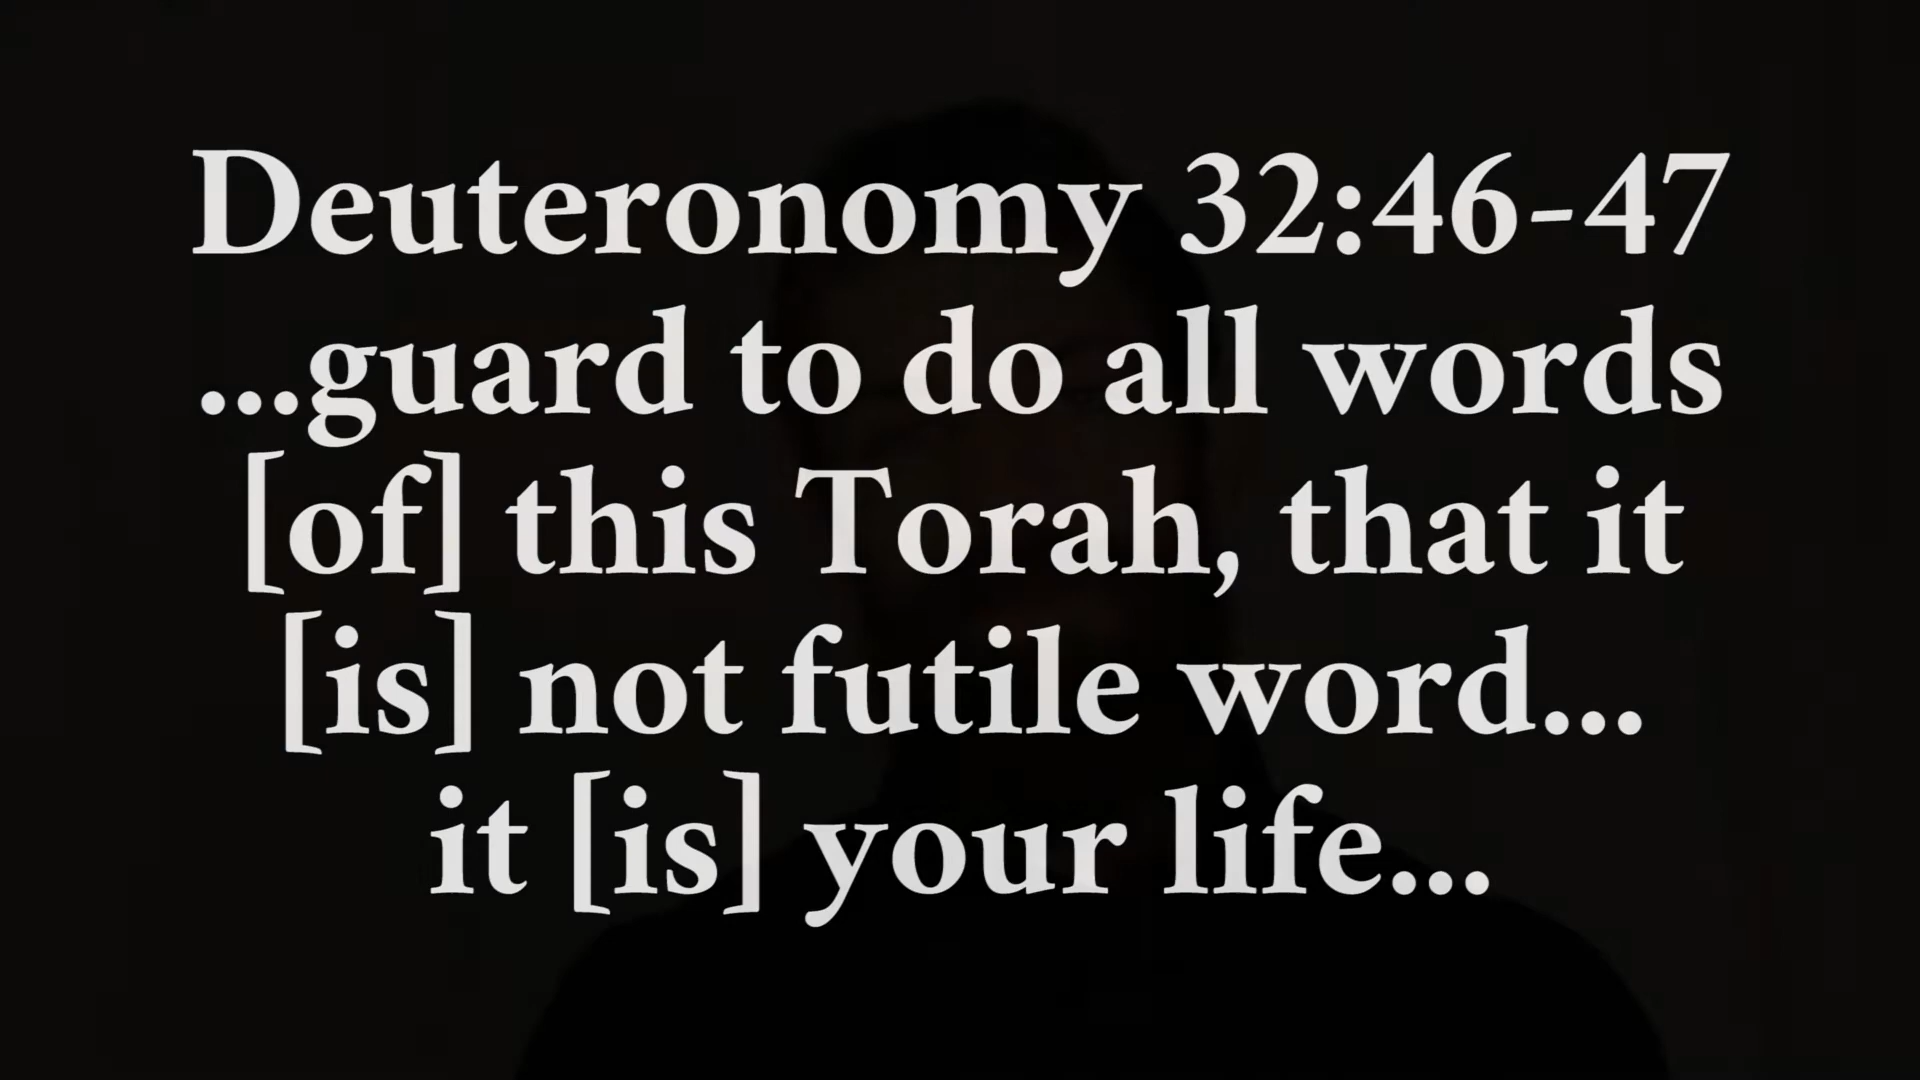 Deuteronomy 32:46-47
...guard to do all words
[of] this Torah, that it
[is] not futile word...
it [is] your life...